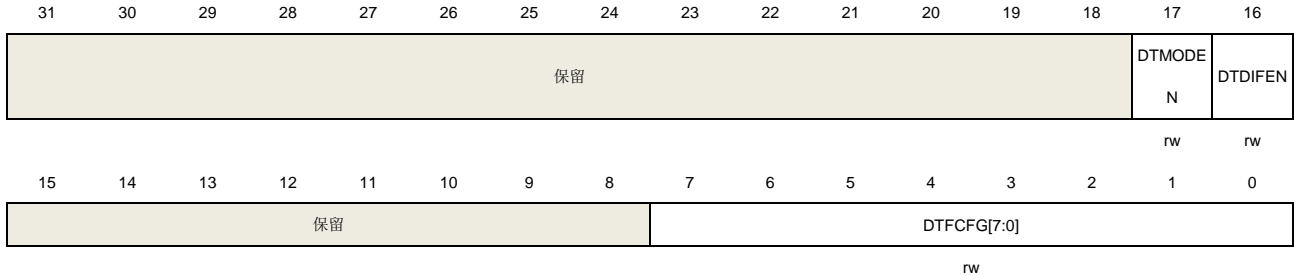 31 30 29 28 27 26 25 24 23 22 21 20 19 18 17 16
保留 DTMODE
N DTDIFEN
rw rw
15 14 13 12 11 10 9 8 7 6 5 4 3 2 1 0
保留 DTFCFG[7:0]
rw